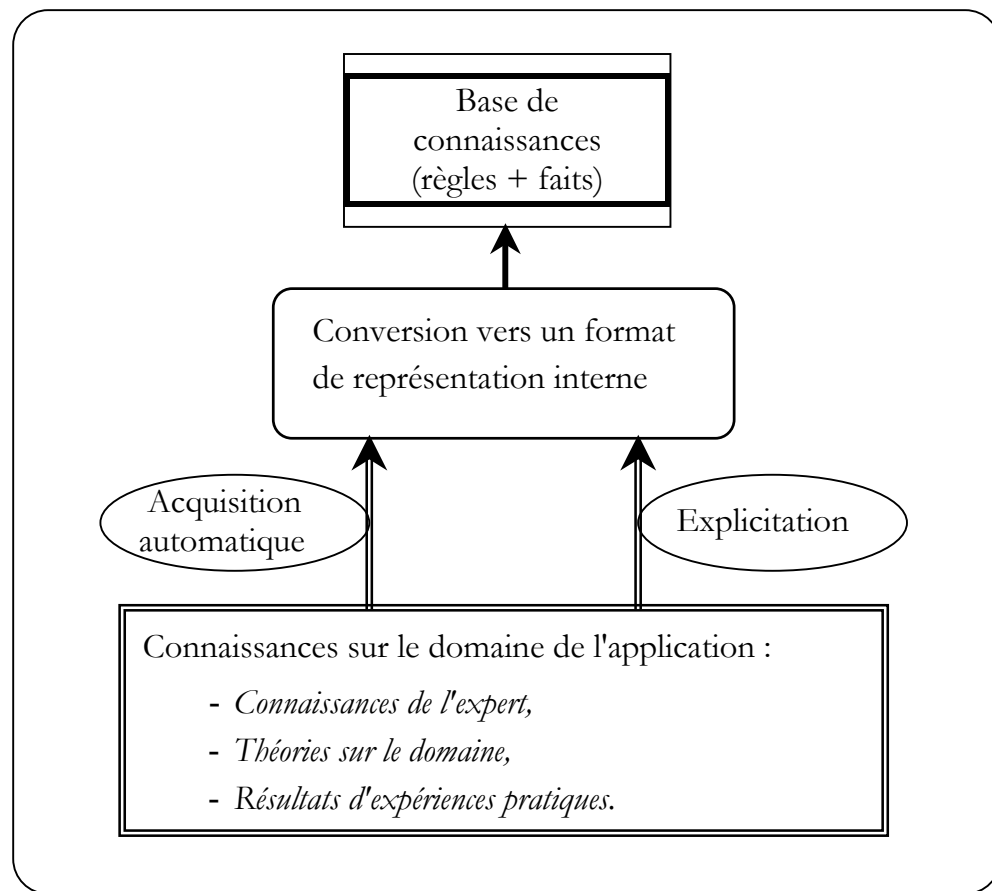 Base de
connaissances
(règles + faits)
Conversion vers un format
de représentation interne
Acquisition
automatique
Explicitation
Connaissances sur le domaine de l'application :
- Connaissances de l'expert,
- Théories sur le domaine,
- Résultats d'expériences pratiques.